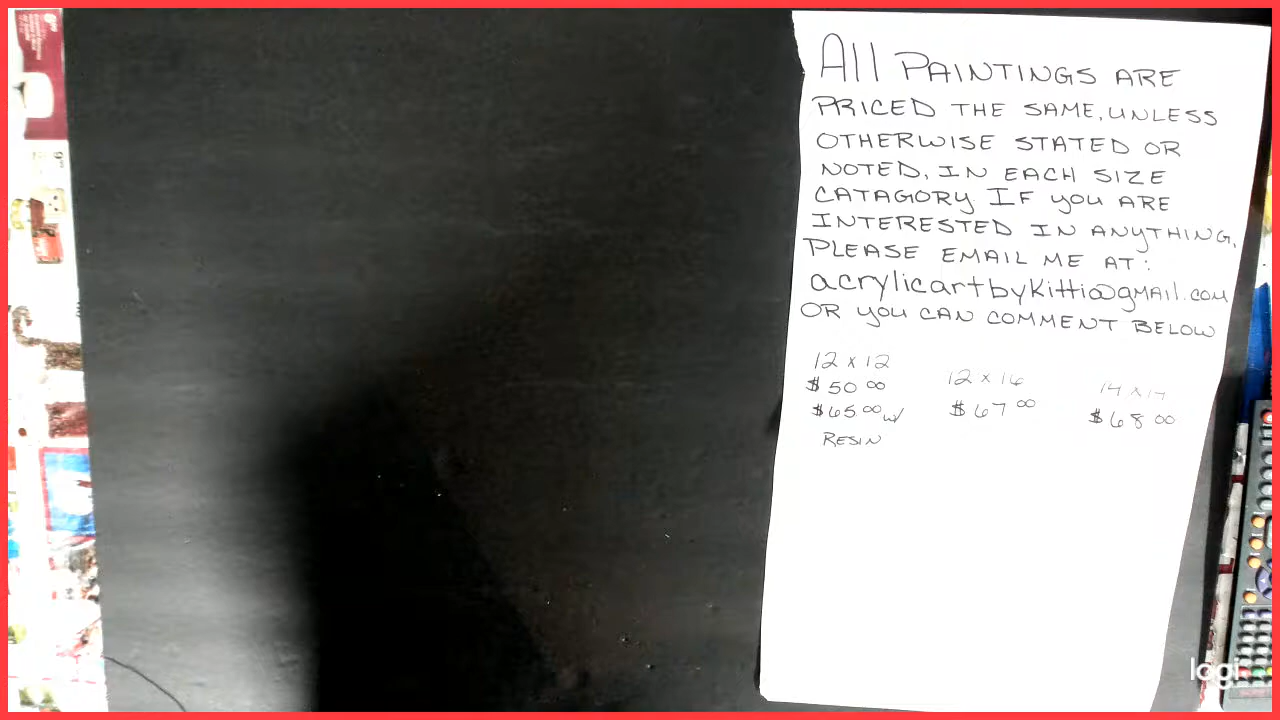 All PAINTINGS ARE
PRICED THE SAME, UNLESS
OTHERWISE STATED OR
NOTED, IN EACH SIZE
CATAGORY IF YOU ARE
INTERESTED IN ANYTHING,
PLEASE EMAIL ME AT:
acrylicartbykitti@gmail.com
OR YOU CAN COMMENT BELOW
12 x 12
$50.00
$65.00 w/
RESIN
12 x 16
$67.00
14 x 1
$68.00
logi